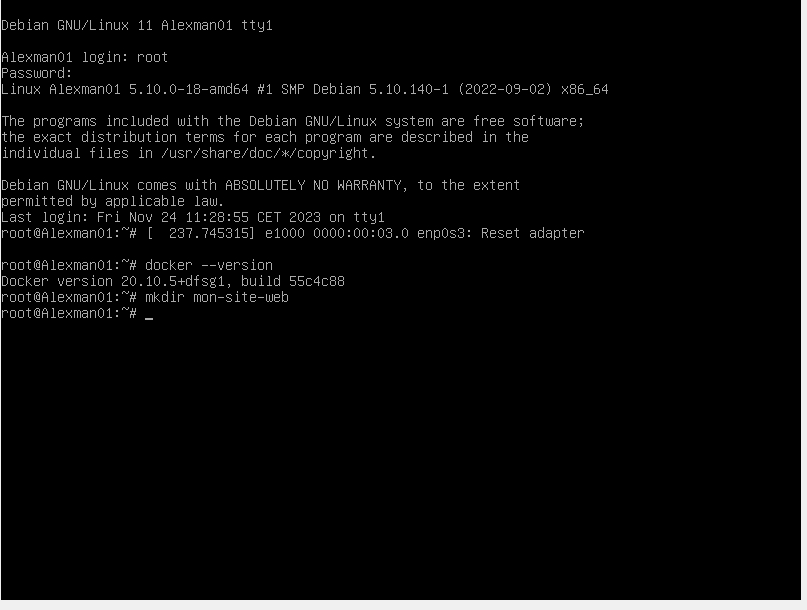 Debian GNU/Linux 11 Alexman01 tty1
Alexman01 login: root
Password:
Linux Alexman01 5.10.0-18-amd64 #1 SMP Debian 5.10.140-1 (2022-09-02) x86_64
The programs included with the Debian GNU/Linux system are free software;
the exact distribution terms for each program are described in the
individual files in /usr/share/doc/*/copyright.
Debian GNU/Linux comes with ABSOLUTELY NO WARRANTY, to the extent
permitted by applicable law.
Last login: Fri Nov 24 11:28:55 CET 2023 on tty1
root@Alexman01:~# [  237.745315] e1000 0000:00:03.0 enp0s3: Reset adapter
root@Alexman01:~# docker --version
Docker version 20.10.5+dfsg1, build 55c4c88
root@Alexman01:~# mkdir mon-site-web
root@Alexman01:~# _